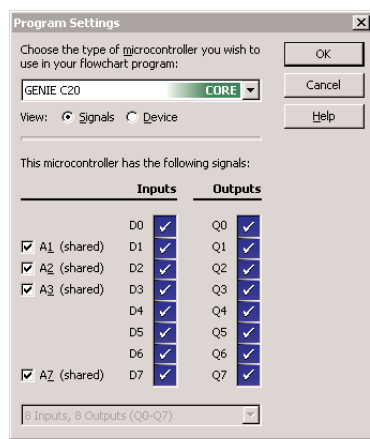 Program Settings
Choose the type of microcontroller you wish to
use in your flowchart program:
OK
GENIE C20 CORE
Cancel
View: Signals Device
Help
This microcontroller has the following signals:
Inputs Outputs
D0 Q0
A1 (shared) D1 Q1
A2 (shared) D2 Q2
A3 (shared) D3 Q3
D4 Q4
D5 Q5
D6 Q6
A7 (shared) D7 Q7
8 Inputs, 8 Outputs (Q0-Q7)